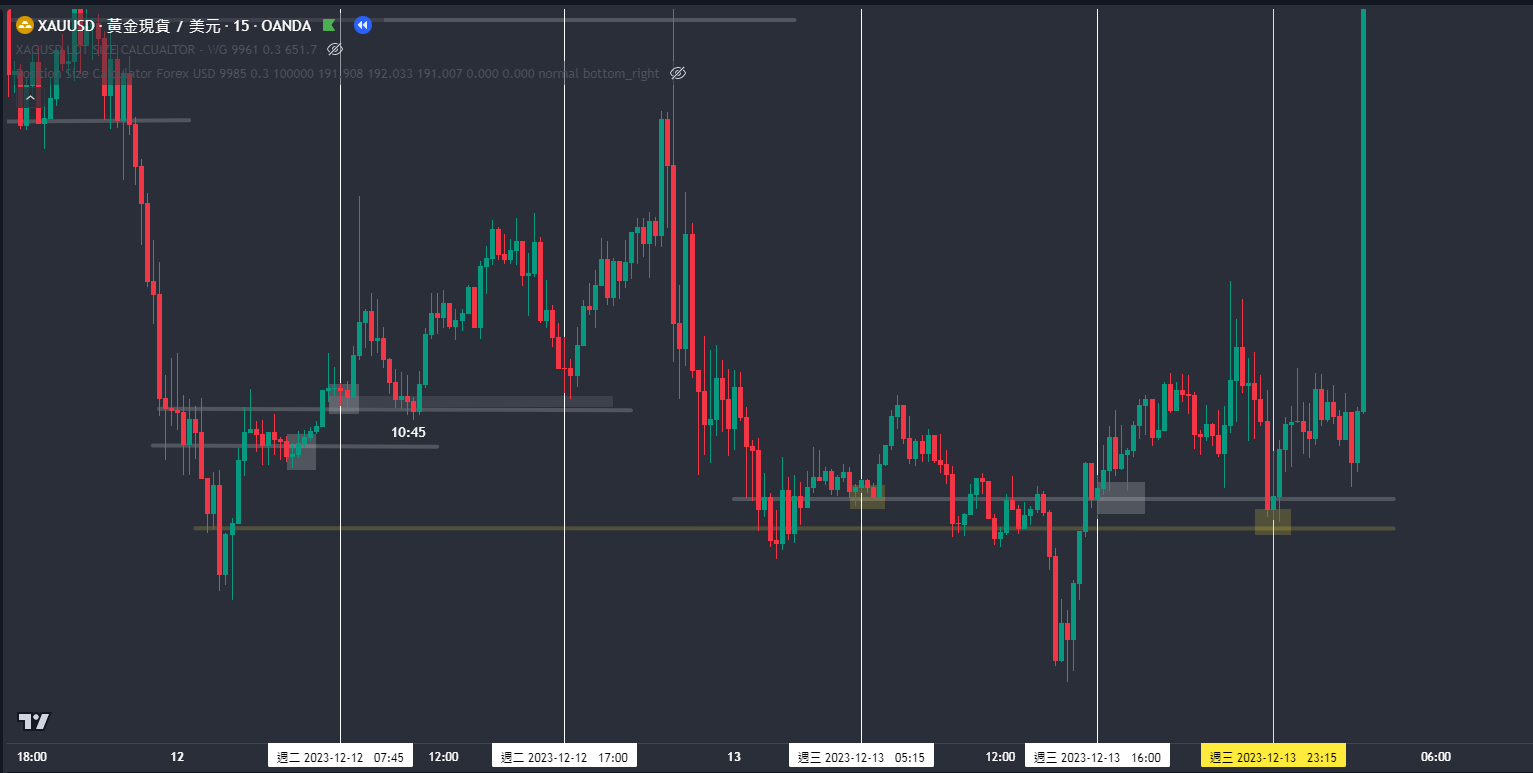 XAUUSD · 黃金現貨 / 美元 · 15 · OANDA
XAGUSD LOT SIZE CALCUALTOR - WG 9961 0.3 651.7
Position Size Calculator Forex USD 9985 0.3 100000 191.908 192.033 191.007 0.000 0.000 normal bottom_right
10:45
18:00 12 週二 2023-12-12 07:45 12:00 週二 2023-12-12 17:00 13 週三 2023-12-13 05:15 12:00 週三 2023-12-13 16:00 週三 2023-12-13 23:15 06:00